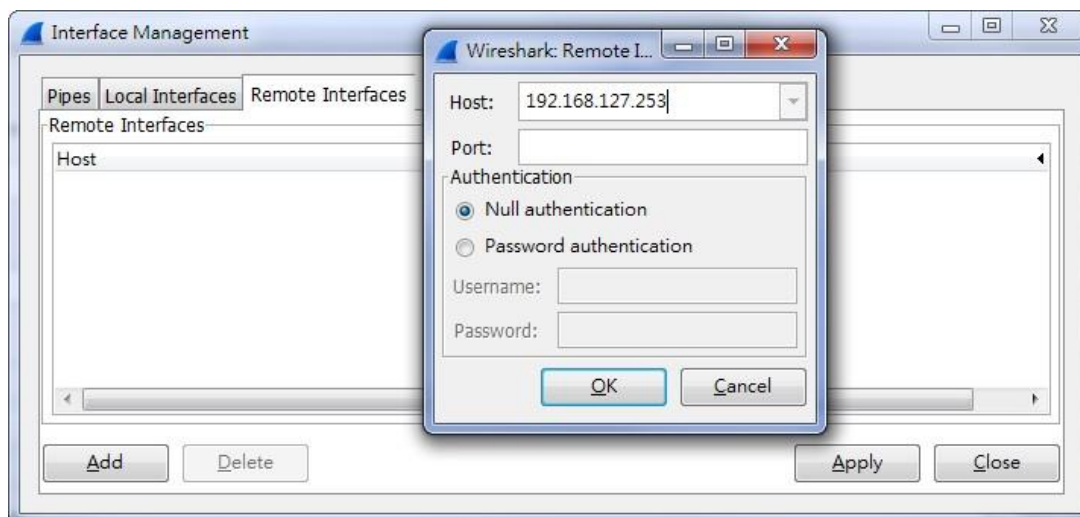 Interface Management
Pipes
Local Interfaces
Remote Interfaces
Remote Interfaces
Host
Add
Delete
Apply
Close
Wireshark: Remote I...
Host:
192.168.127.253
Port:
Authentication
Null authentication
Password authentication
Username:
Password:
OK
Cancel